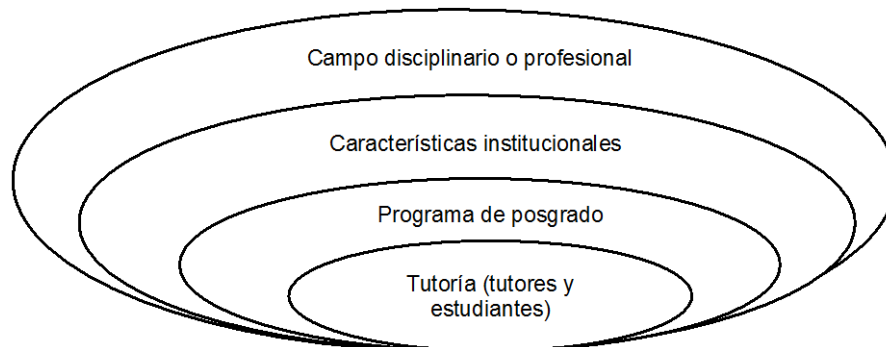 Campo disciplinario o profesional
Características institucionales
Programa de posgrado
Tutoría (tutores y
estudiantes)